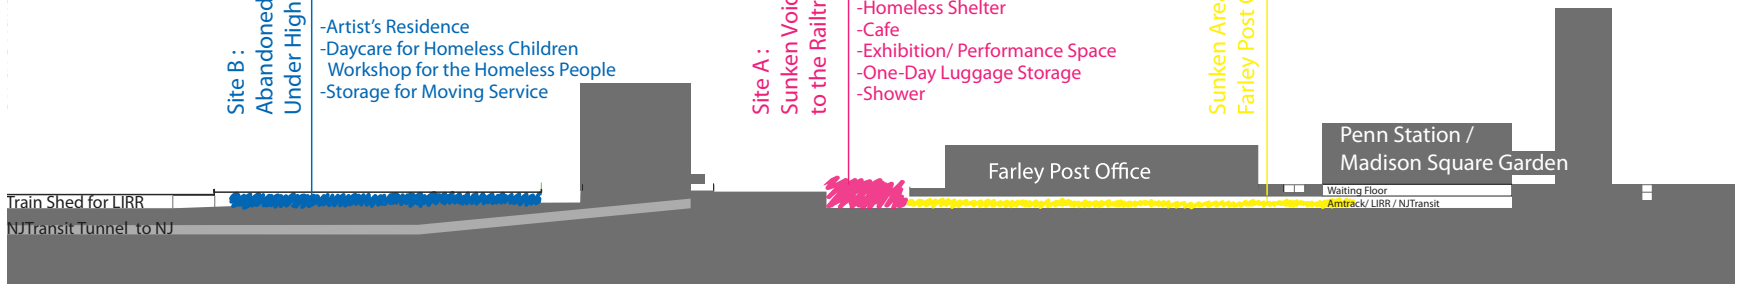 Site B :
Abandoned
Under High
-Artist's Residence
-Daycare for Homeless Children
Workshop for the Homeless People
-Storage for Moving Service
Site A :
Sunken Void
to the Railtr
-Homeless Shelter
-Cafe
-Exhibition/ Performance Space
-One-Day Luggage Storage
-Shower
Sunken Area
Farley Post
Penn Station /
Madison Square Garden
Farley Post Office
Waiting Floor
Amtrack/ LIRR / NJTransit
Train Shed for LIRR
NJTransit Tunnel to NJ